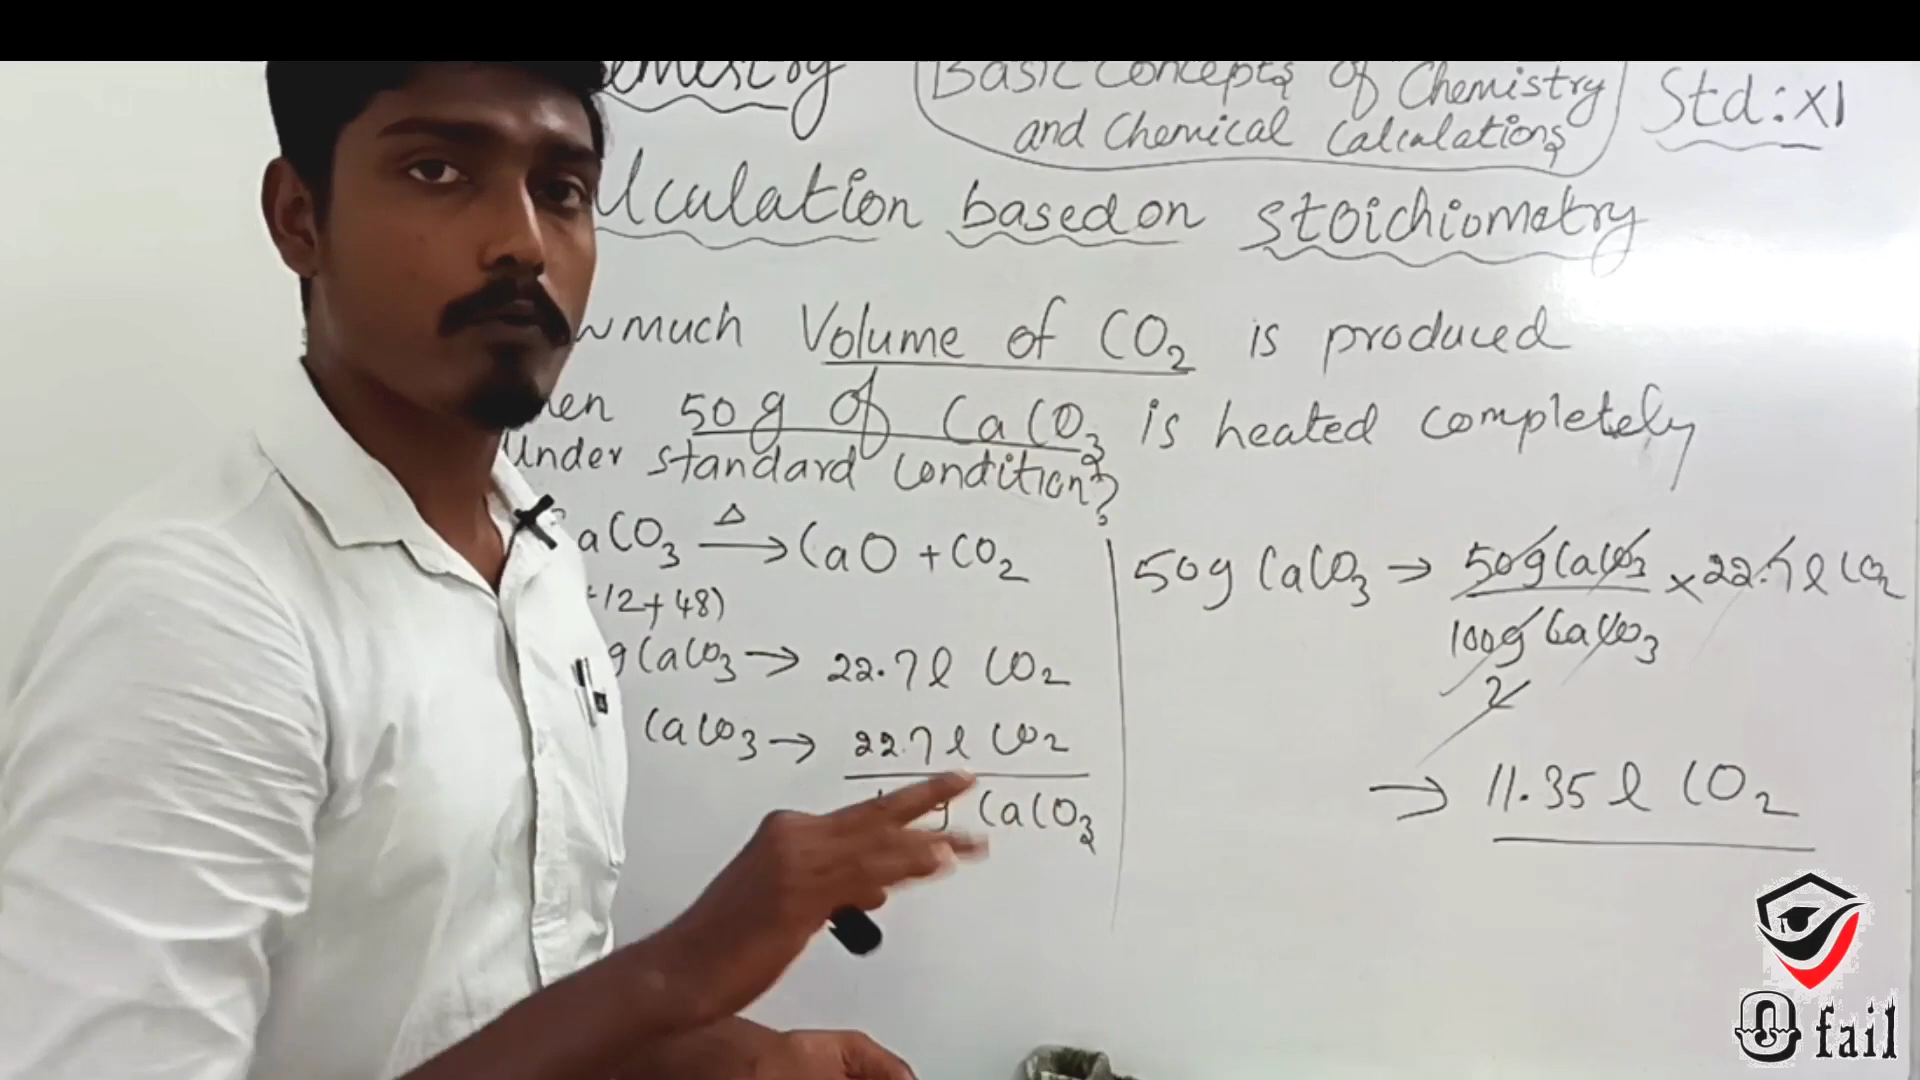 Basic Concepts of Chemistry
and Chemical Calculations
Std: XI
based on stoichiometry
much Volume of CO₂ is produced
50g of CaCO₃ is heated completely
Under standard condition?
aCO₃ Δ→ CaO + CO₂
+12+48)
g CaCO₃ → 22.7 l CO₂
CaCO₃ → 22.7 l CO₂
g CaCO₃
50g CaCO₃ → 50g CaCO₃ × 22.7 l CO₂
100g CaCO₃
2
→ 11.35 l CO₂
0 fail